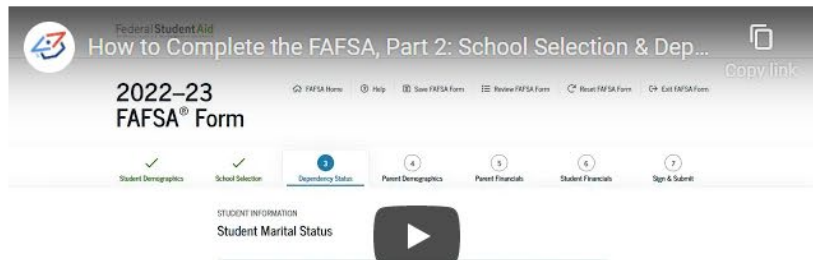 Federal Student Aid
How to Complete the FAFSA, Part 2: School Selection & Dep...
Copy link
2022–23
FAFSA® Form
FAFSA Home Help Save FAFSA Form Review FAFSA Form Reset FAFSA Form Exit FAFSA Form
3 4 5 6 7
Student Demographics School Selection Dependency Status Parent Demographics Parent Financials Student Financials Sign & Submit
STUDENT INFORMATION
Student Marital Status